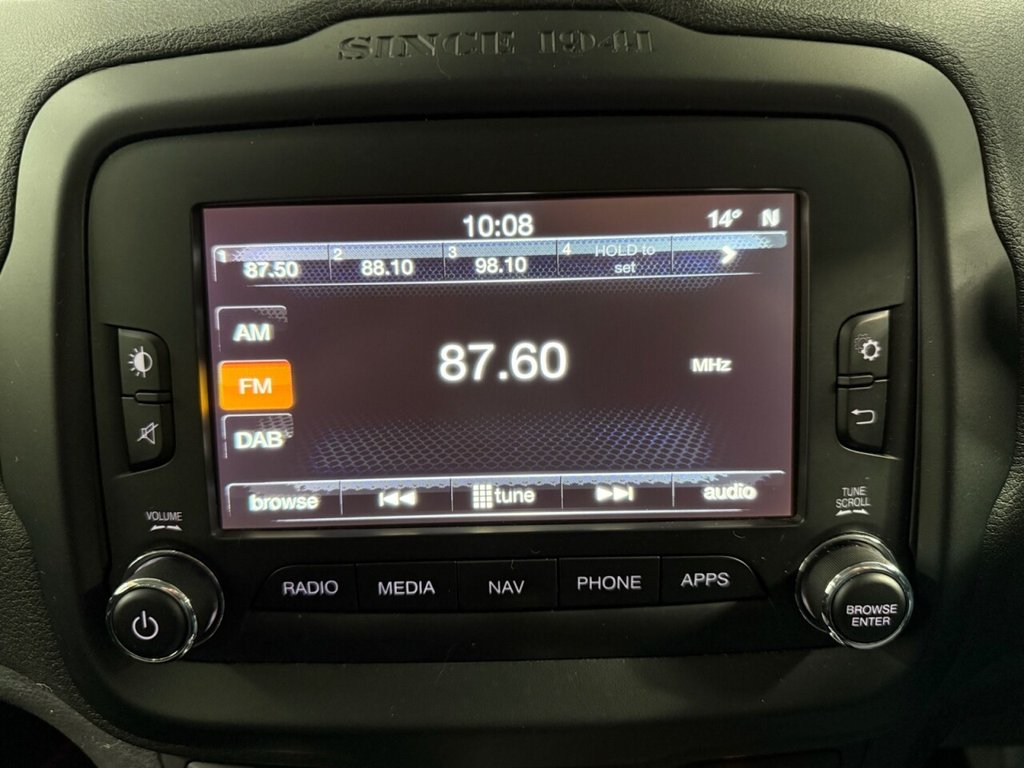 SINCE 1941
10:08 14° N
1 87.50 2 88.10 3 98.10 4 HOLD to set
AM
87.60 MHz
FM
DAB
browse tune audio
VOLUME
TUNE
SCROLL
RADIO MEDIA NAV PHONE APPS
BROWSE
ENTER